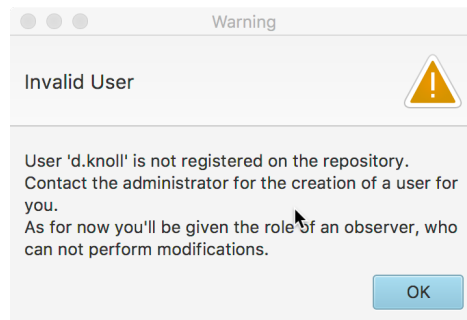 Warning
Invalid User
User 'd.knoll' is not registered on the repository.
Contact the administrator for the creation of a user for
you.
As for now you'll be given the role of an observer, who
can not perform modifications.
OK